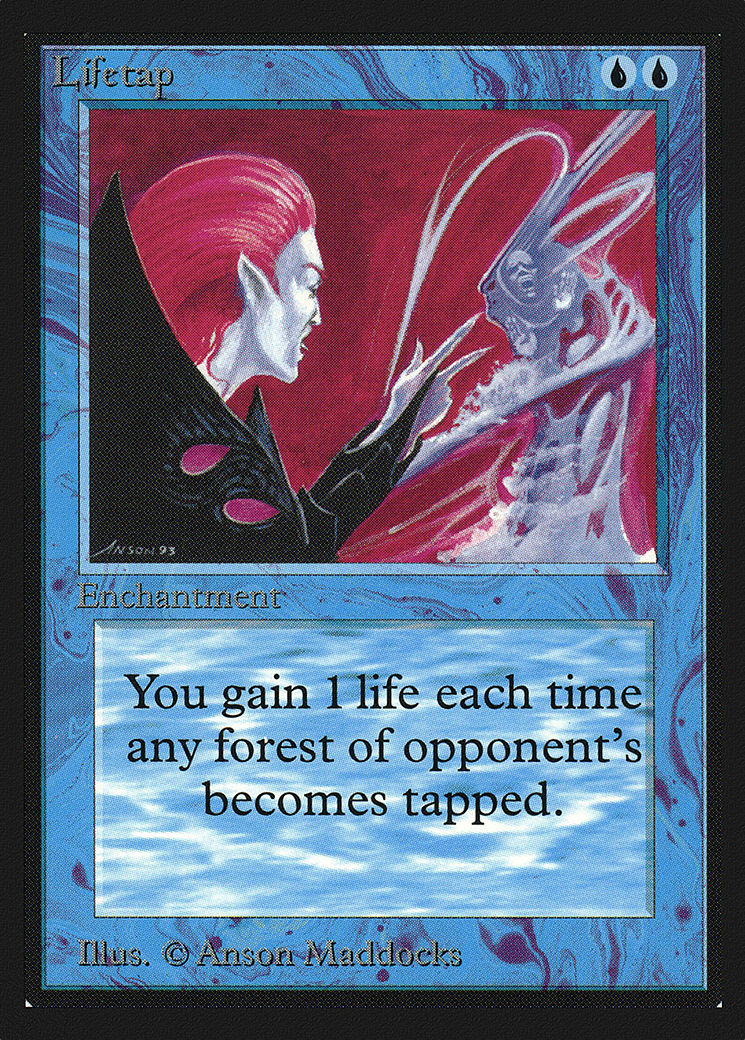 Lifetap
ANSON 93
Enchantment
You gain 1 life each time
any forest of opponent's
becomes tapped.
Illus. © Anson Maddocks